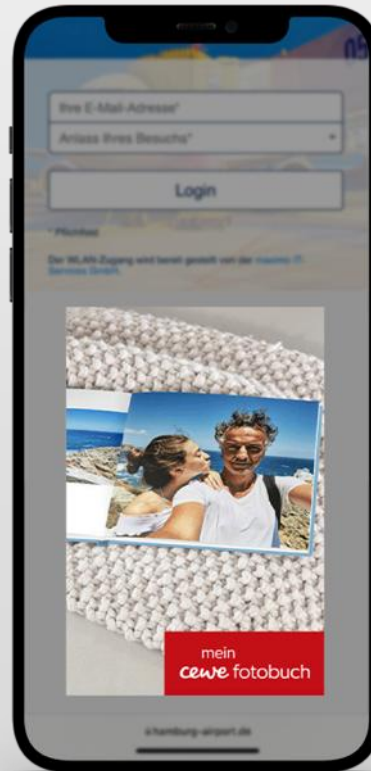 05
Ihre E-Mail-Adresse*
Anlass Ihres Besuchs*
Login
* Pflichtfeld
Der WLAN-Zugang wird bereit gestellt von der
Services GmbH.
mein
cewe fotobuch
hamburg-airport.de